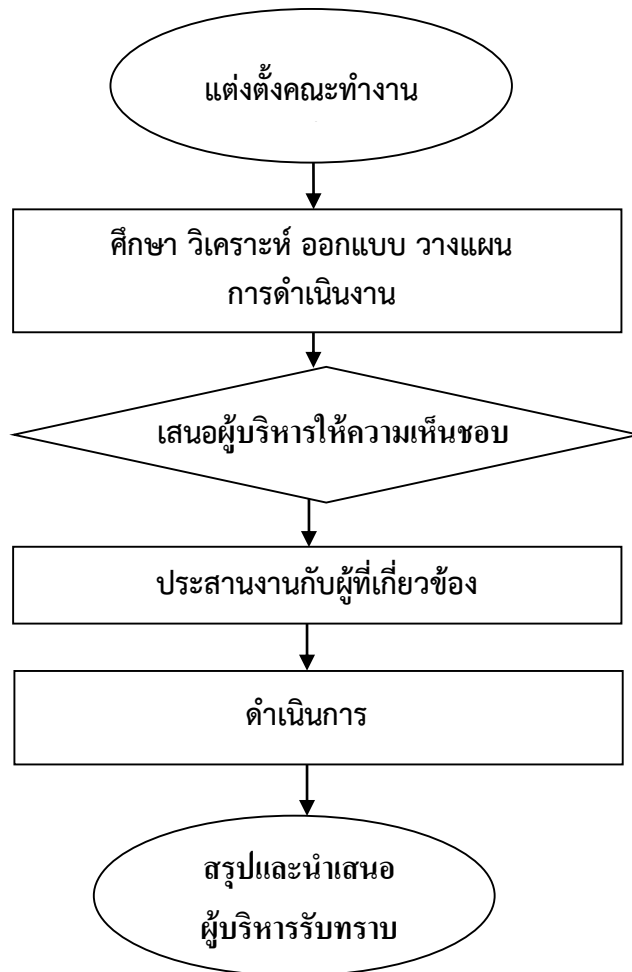 แต่งตั้งคณะทำงาน
ศึกษา วิเคราะห์ ออกแบบ วางแผน
การดำเนินงาน
เสนอผู้บริหารให้ความเห็นชอบ
ประสานงานกับผู้ที่เกี่ยวข้อง
ดำเนินการ
สรุปและนำเสนอ
ผู้บริหารรับทราบ